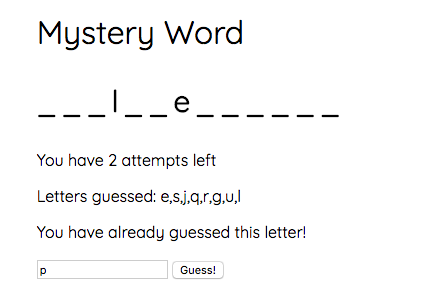 Mystery Word
_ _ _ l _ _ e _ _ _ _ _ _
You have 2 attempts left
Letters guessed: e,s,j,q,r,g,u,l
You have already guessed this letter!
p Guess!